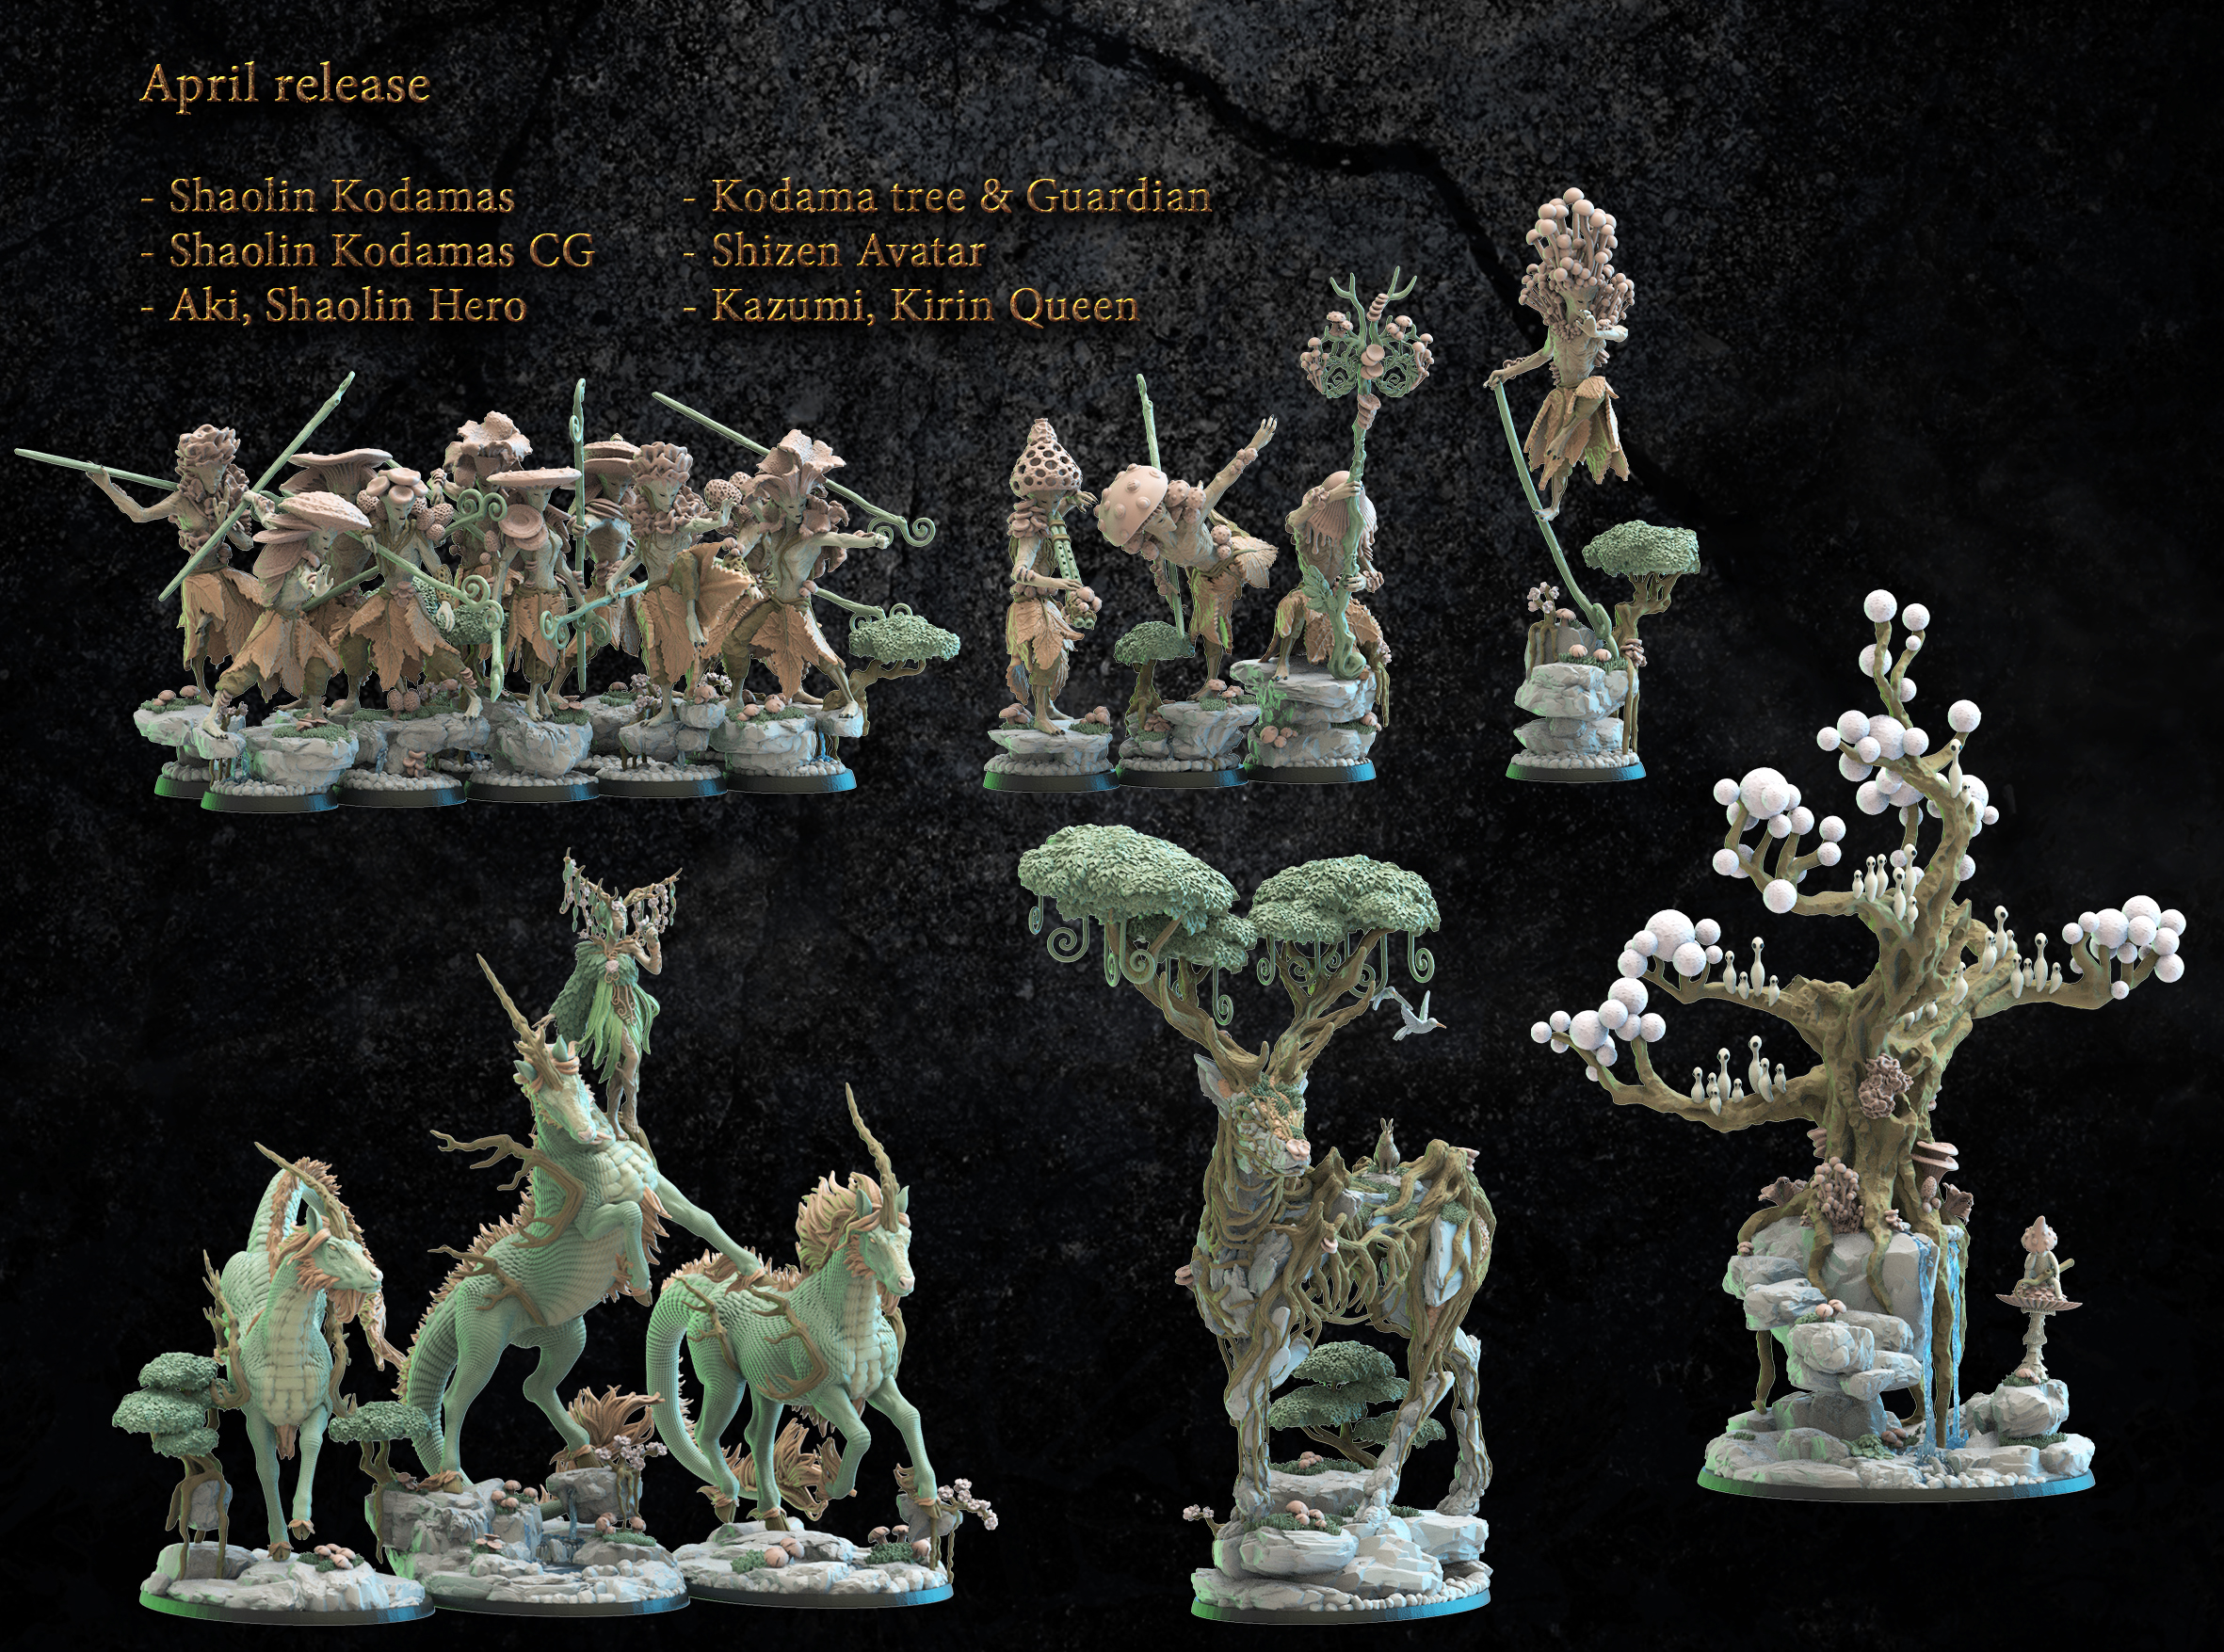 April release
- Shaolin Kodamas
- Shaolin Kodamas CG
- Aki, Shaolin Hero
- Kodama tree & Guardian
- Shizen Avatar
- Kazumi, Kirin Queen